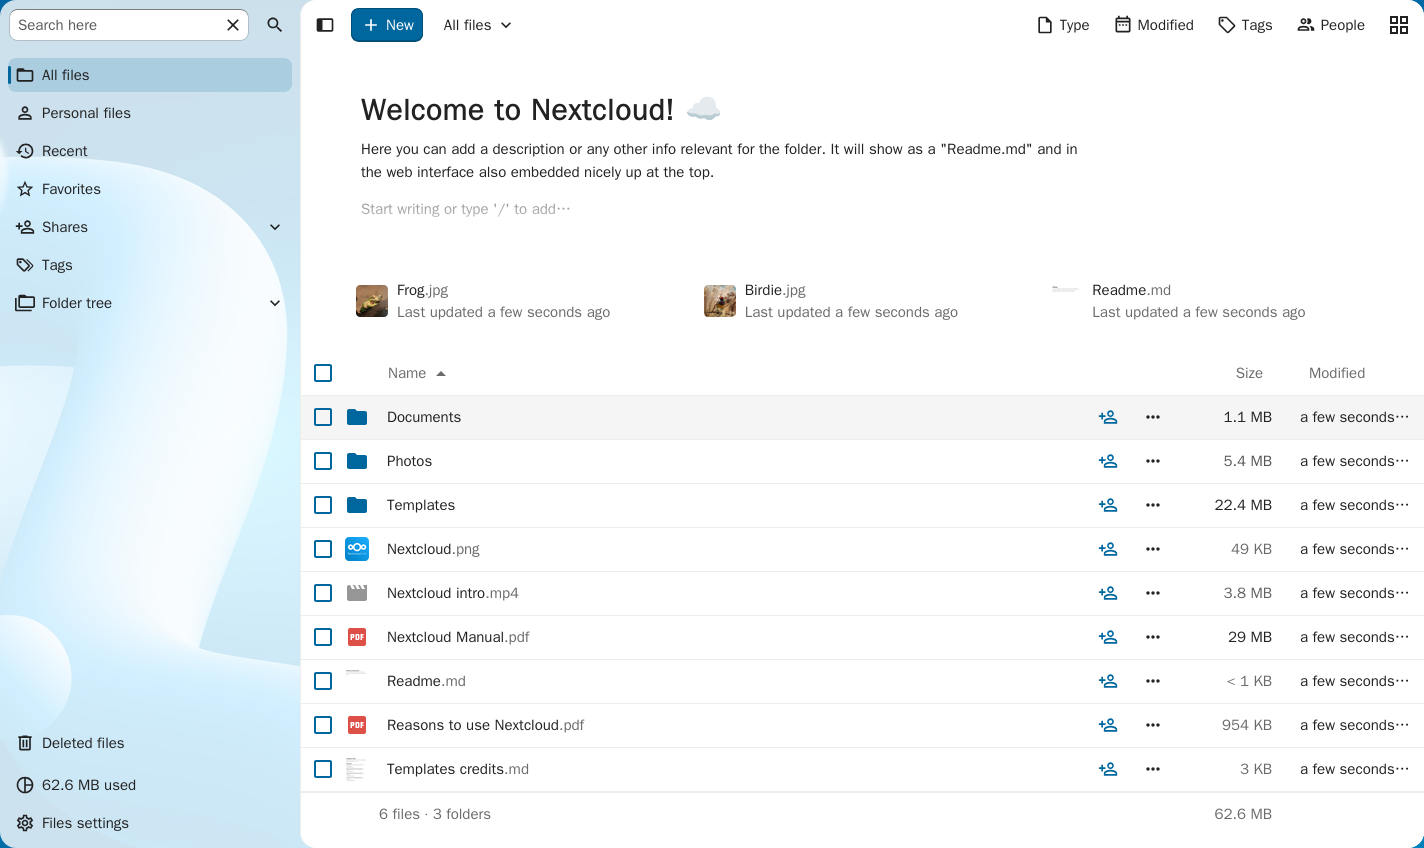 Search here
New
All files
Type
Modified
Tags
People
All files
Personal files
Recent
Favorites
Shares
Tags
Folder tree
Deleted files
62.6 MB used
Files settings
Welcome to Nextcloud! ☁️
Here you can add a description or any other info relevant for the folder. It will show as a "Readme.md" and in
the web interface also embedded nicely up at the top.
Start writing or type '/' to add…
Frog.jpg
Last updated a few seconds ago
Birdie.jpg
Last updated a few seconds ago
Readme.md
Last updated a few seconds ago
Name Size Modified
Documents 1.1 MB a few seconds…
Photos 5.4 MB a few seconds…
Templates 22.4 MB a few seconds…
Nextcloud.png 49 KB a few seconds…
Nextcloud intro.mp4 3.8 MB a few seconds…
PDF Nextcloud Manual.pdf 29 MB a few seconds…
Readme.md < 1 KB a few seconds…
PDF Reasons to use Nextcloud.pdf 954 KB a few seconds…
Templates credits.md 3 KB a few seconds…
6 files · 3 folders 62.6 MB